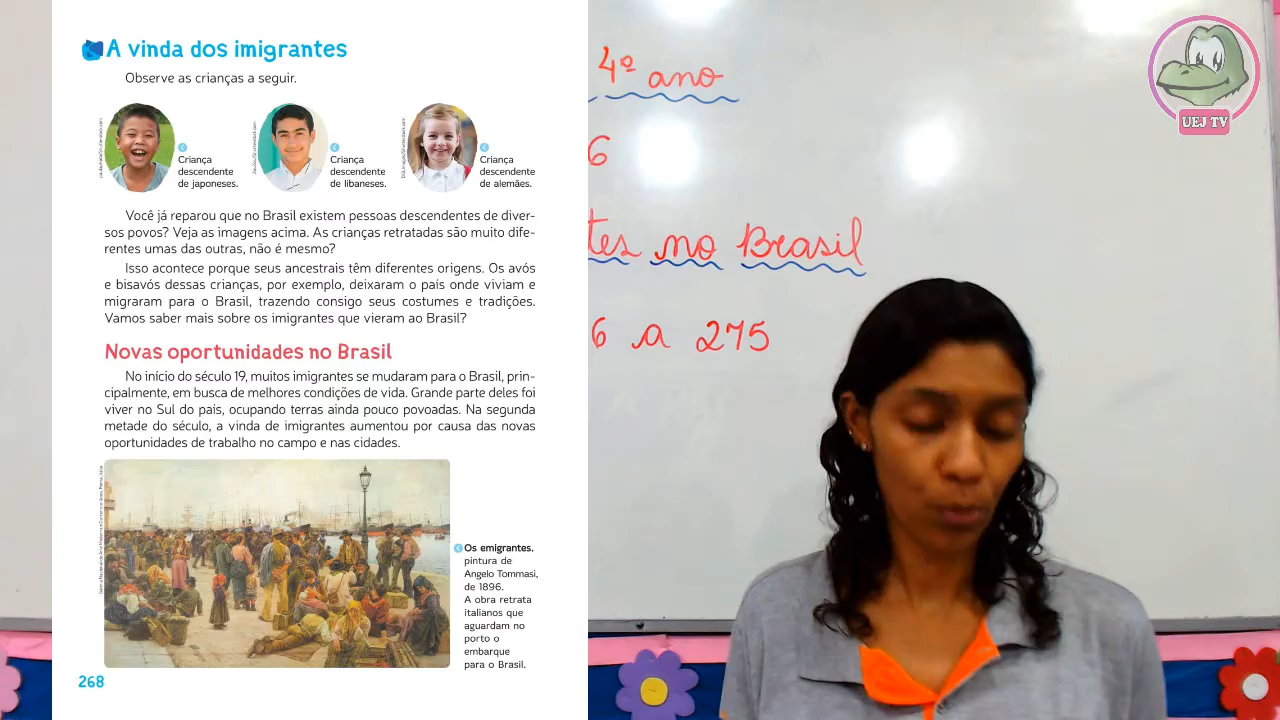 A vinda dos imigrantes
Observe as crianças a seguir.
Criança
descendente
de japoneses.
Criança
descendente
de libaneses.
Criança
descendente
de alemães.
Você já reparou que no Brasil existem pessoas descendentes de diver-
sos povos? Veja as imagens acima. As crianças retratadas são muito dife-
rentes umas das outras, não é mesmo?
Isso acontece porque seus ancestrais têm diferentes origens. Os avós
e bisavós dessas crianças, por exemplo, deixaram o país onde viviam e
migraram para o Brasil, trazendo consigo seus costumes e tradições.
Vamos saber mais sobre os imigrantes que vieram ao Brasil?
Novas oportunidades no Brasil
No início do século 19, muitos imigrantes se mudaram para o Brasil, prin-
cipalmente, em busca de melhores condições de vida. Grande parte deles foi
viver no Sul do país, ocupando terras ainda pouco povoadas. Na segunda
metade do século, a vinda de imigrantes aumentou por causa das novas
oportunidades de trabalho no campo e nas cidades.
Os emigrantes,
pintura de
Angelo Tommasi,
de 1896.
A obra retrata
italianos que
aguardam no
porto o
embarque
para o Brasil.
268
4º ano
6
tes no Brasil
6 a 275
UEJ TV